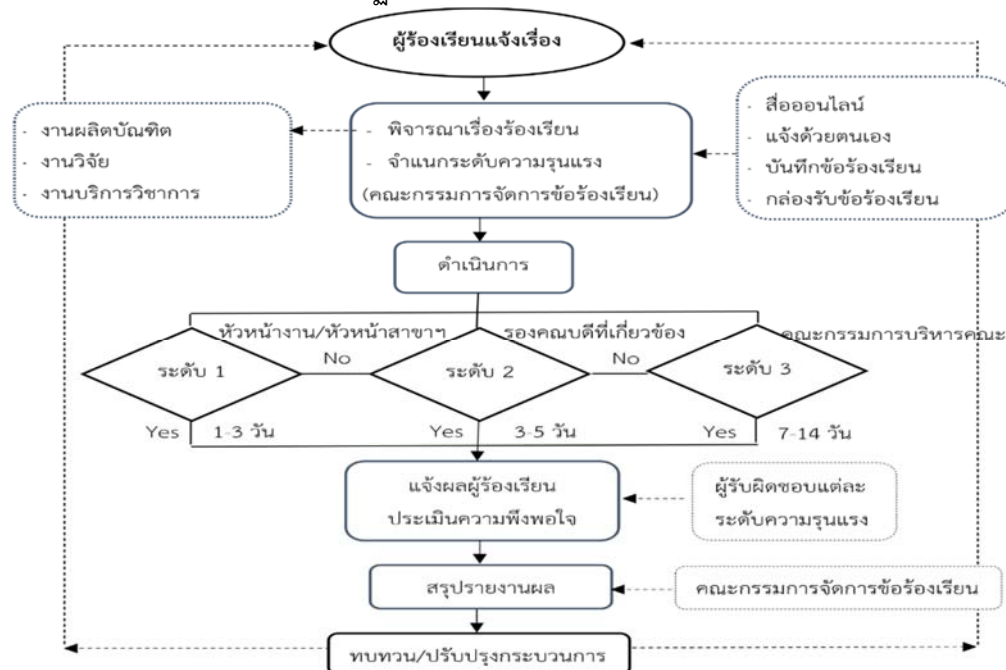 ผู้ร้องเรียนแจ้งเรื่อง
- งานผลิตบัณฑิต
- งานวิจัย
- งานบริการวิชาการ
- พิจารณาเรื่องร้องเรียน
- จำแนกระดับความรุนแรง
(คณะกรรมการจัดการข้อร้องเรียน)
- สื่อออนไลน์
- แจ้งด้วยตนเอง
- บันทึกข้อร้องเรียน
- กล่องรับข้อร้องเรียน
ดำเนินการ
หัวหน้างาน/หัวหน้าสาขาฯ
รองคณบดีที่เกี่ยวข้อง
คณะกรรมการบริหารคณะ
ระดับ 1
No
ระดับ 2
No
ระดับ 3
Yes
1-3 วัน
Yes
3-5 วัน
Yes
7-14 วัน
แจ้งผลผู้ร้องเรียน
ประเมินความพึงพอใจ
ผู้รับผิดชอบแต่ละ
ระดับความรุนแรง
สรุปรายงานผล
คณะกรรมการจัดการข้อร้องเรียน
ทบทวน/ปรับปรุงกระบวนการ